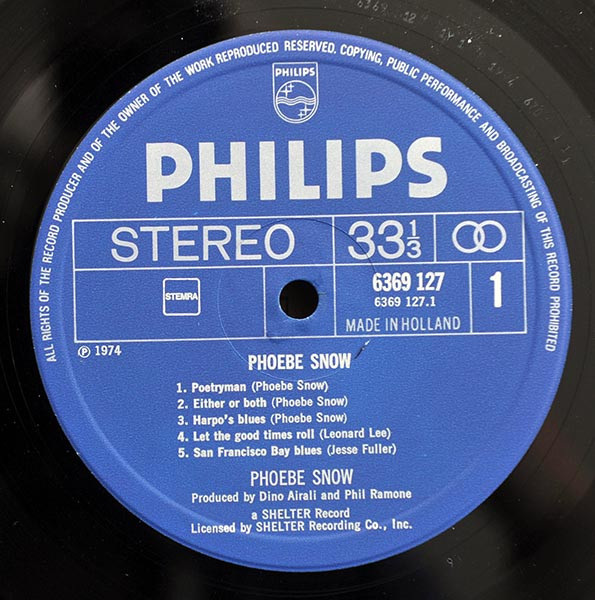 ALL RIGHTS OF THE RECORD PRODUCER AND OF THE OWNER OF THE WORK REPRODUCED RESERVED. COPYING, PUBLIC PERFORMANCE AND BROADCASTING OF THIS RECORD PROHIBITED
PHILIPS
PHILIPS
STEREO
33 1/3
STEMRA
6369 127
6369 127.1
1
MADE IN HOLLAND
Ⓟ 1974
PHOEBE SNOW
1. Poetryman (Phoebe Snow)
2. Either or both (Phoebe Snow)
3. Harpo's blues (Phoebe Snow)
4. Let the good times roll (Leonard Lee)
5. San Francisco Bay blues (Jesse Fuller)
PHOEBE SNOW
Produced by Dino Airali and Phil Ramone
a SHELTER Record
Licensed by SHELTER Recording Co., Inc.